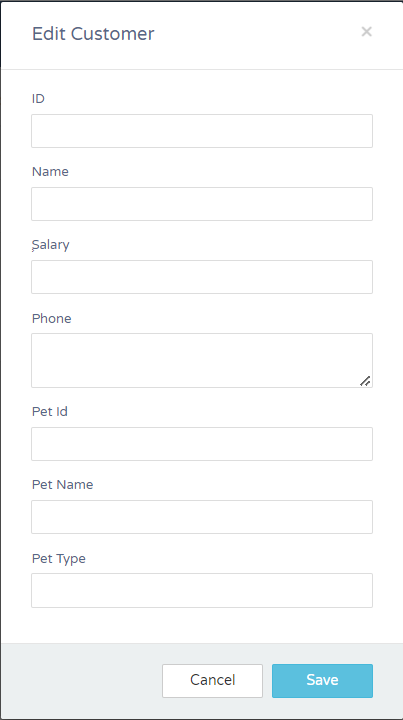 Edit Customer ×
ID
Name
Salary
Phone
Pet Id
Pet Name
Pet Type
Cancel Save